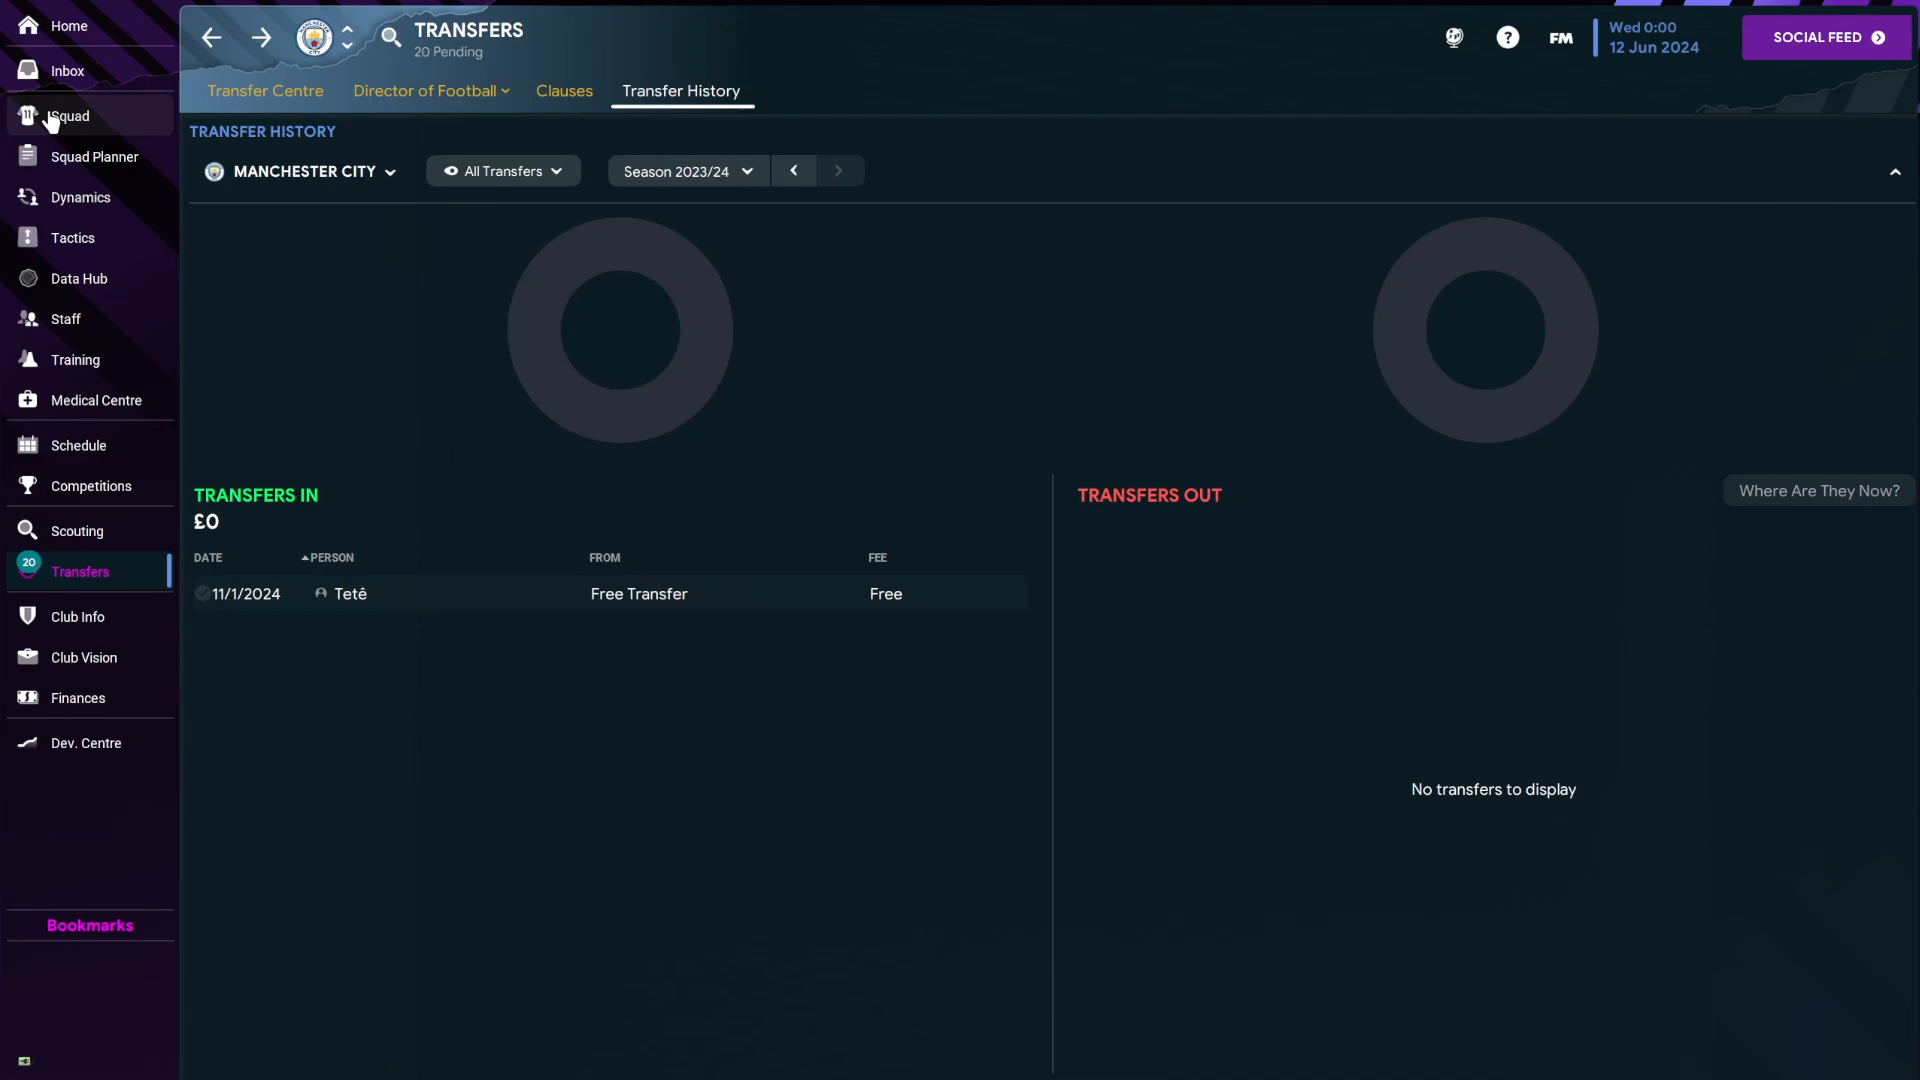 Home
Inbox
Squad
Squad Planner
Dynamics
Tactics
Data Hub
Staff
Training
Medical Centre
Schedule
Competitions
Scouting
20
Transfers
Club Info
Club Vision
Finances
Dev. Centre
Bookmarks
TRANSFERS
20 Pending
FM
Wed 0:00
12 Jun 2024
SOCIAL FEED
Transfer Centre
Director of Football
Clauses
Transfer History
TRANSFER HISTORY
MANCHESTER CITY
All Transfers
Season 2023/24
TRANSFERS IN
£0
DATE PERSON FROM FEE
11/1/2024 Tetê Free Transfer Free
TRANSFERS OUT
Where Are They Now?
No transfers to display